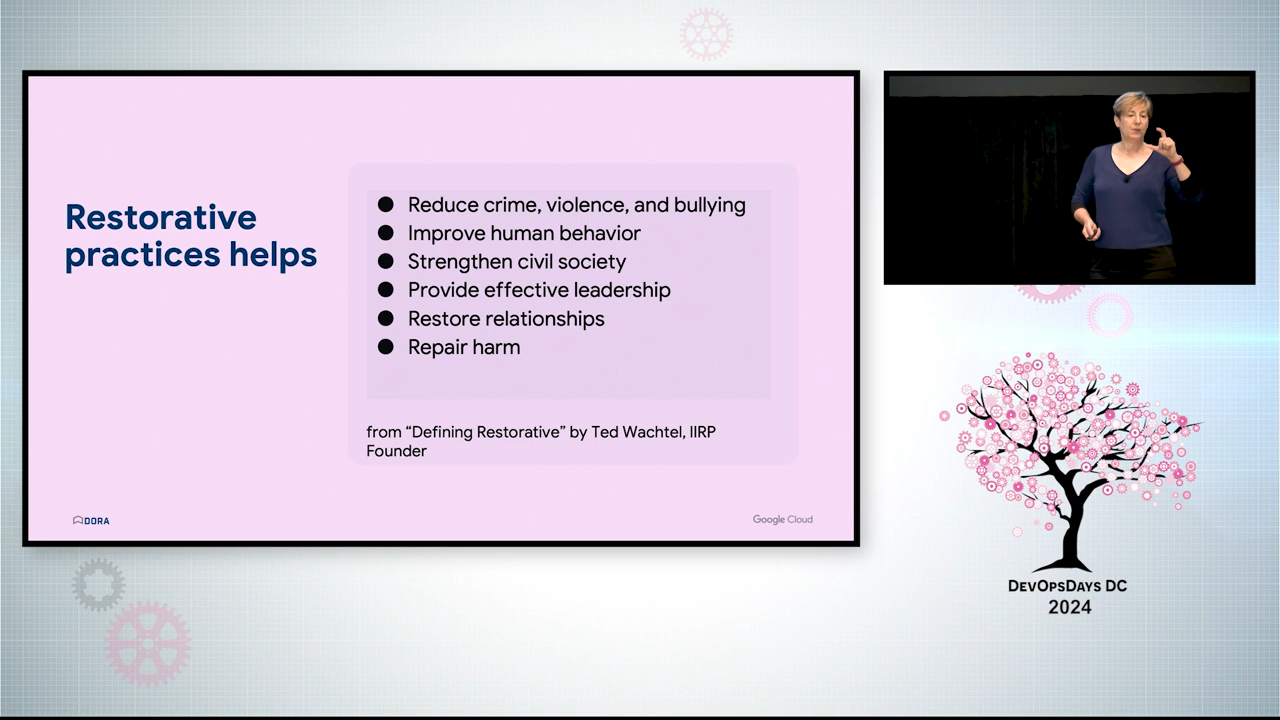 Restorative
practices helps
● Reduce crime, violence, and bullying
● Improve human behavior
● Strengthen civil society
● Provide effective leadership
● Restore relationships
● Repair harm
from “Defining Restorative” by Ted Wachtel, IIRP
Founder
DORA
Google Cloud
DevOpsDays DC
2024